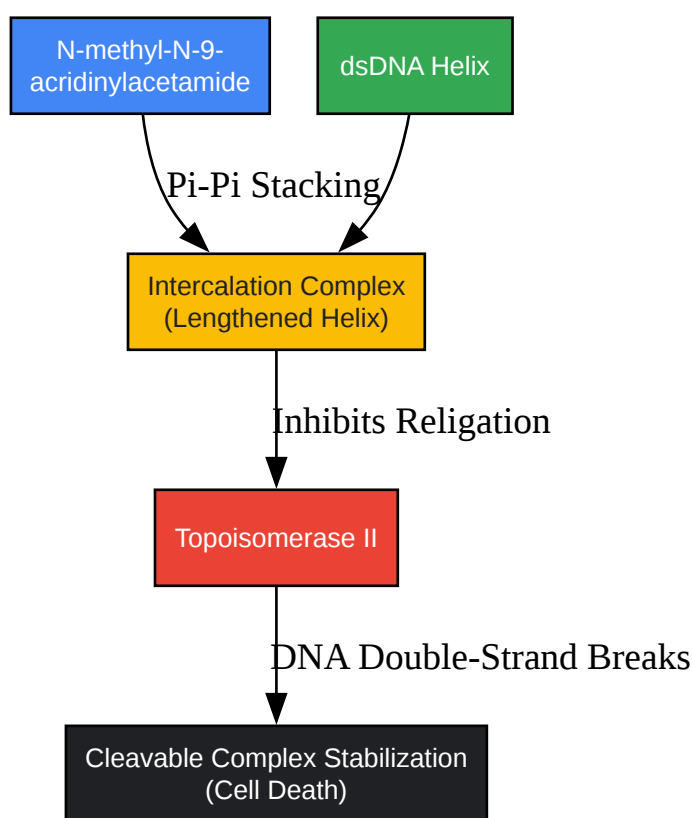 N-methyl-N-9-
acridinylacetamide
dsDNA Helix
Pi-Pi Stacking
Intercalation Complex
(Lengthened Helix)
Inhibits Religation
Topoisomerase II
DNA Double-Strand Breaks
Cleavable Complex Stabilization
(Cell Death)